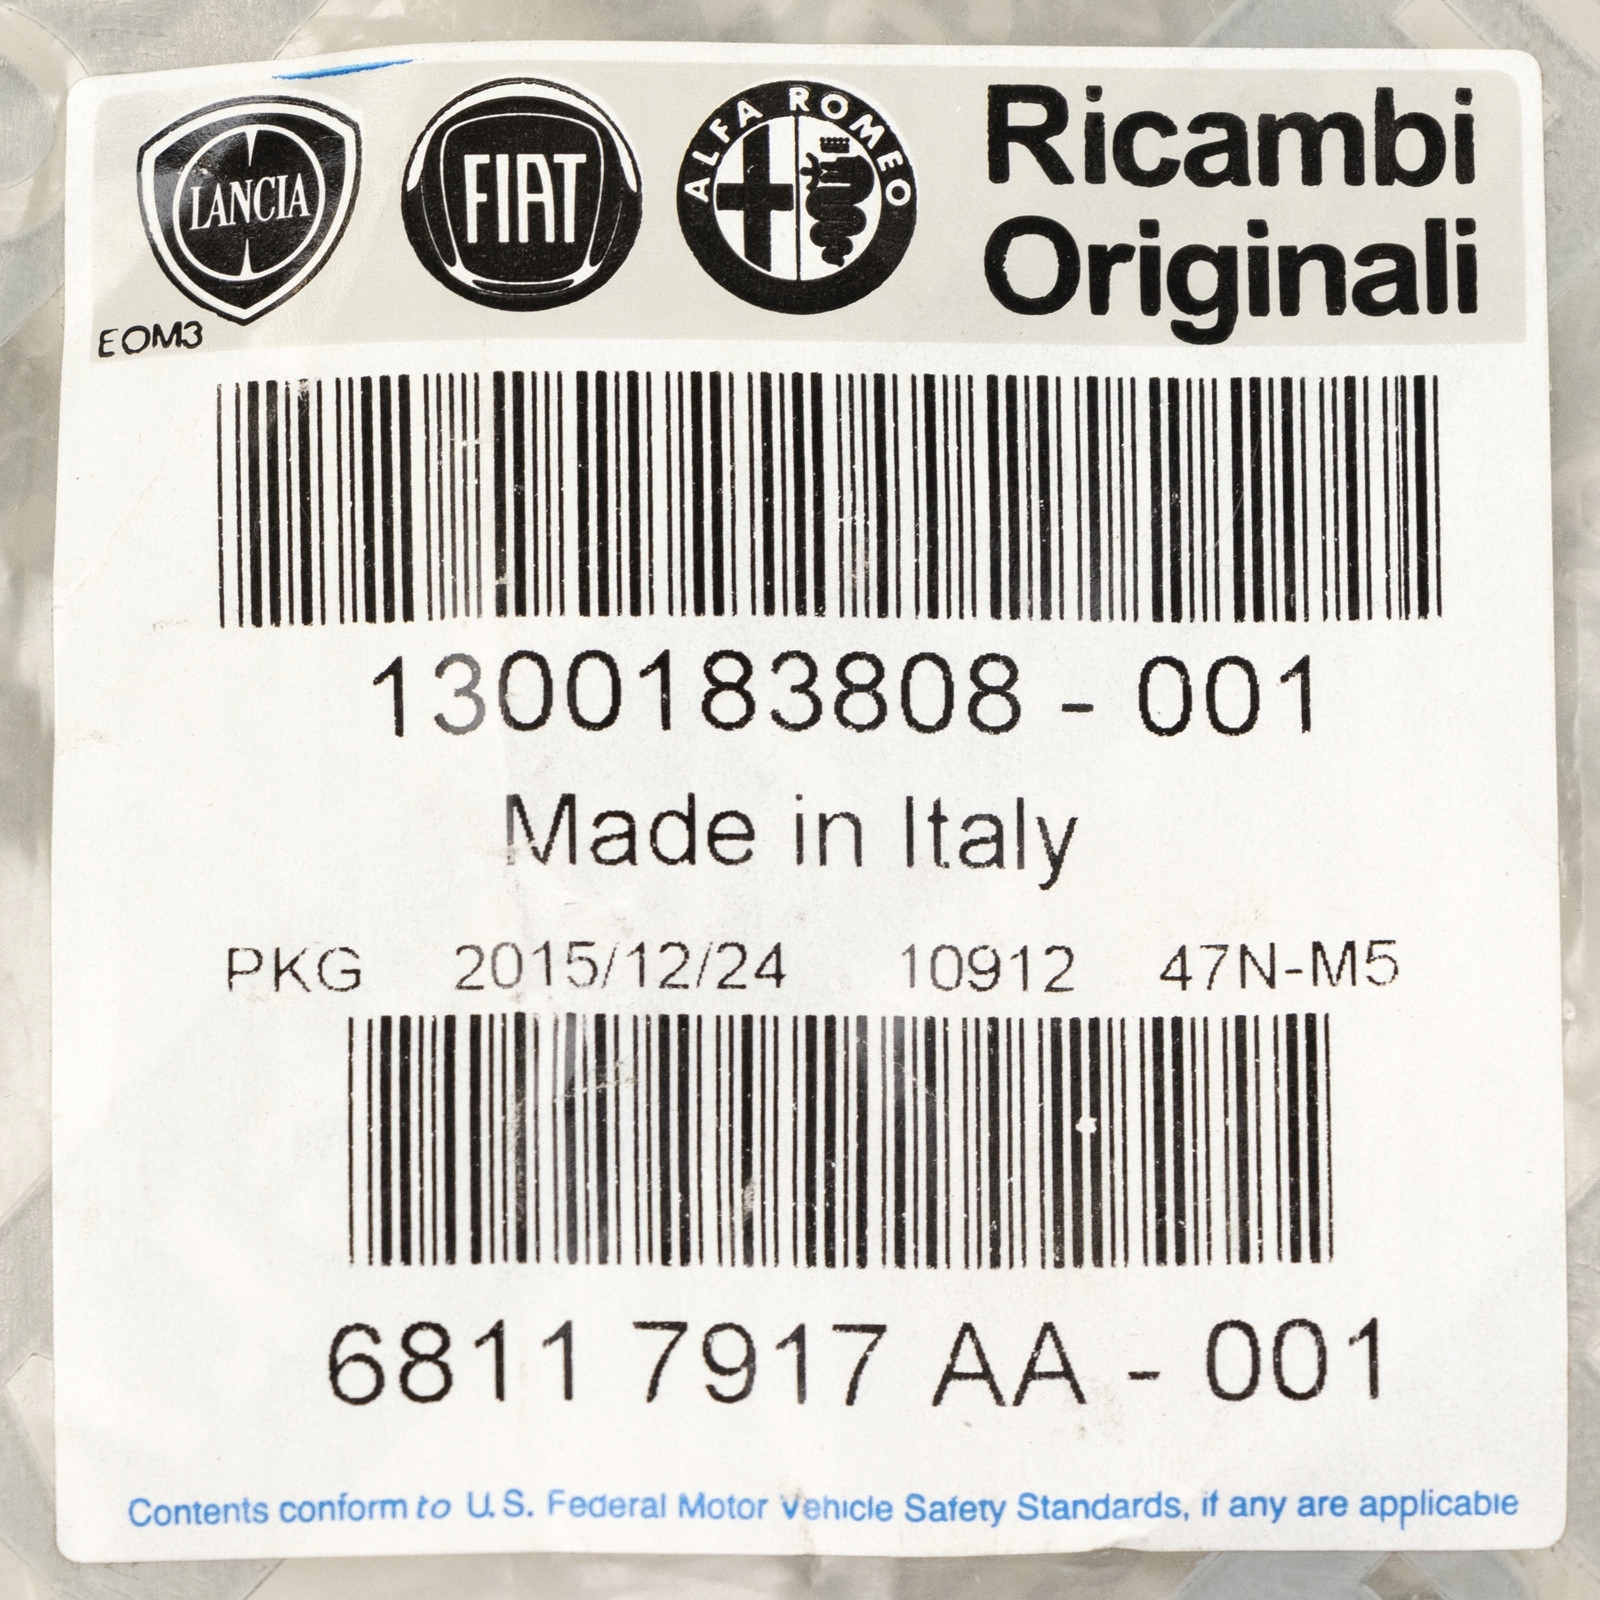 LANCIA FIAT ALFA ROMEO Ricambi
Originali
EOM3
1300183808 - 001
Made in Italy
PKG 2015/12/24 10912 47N-M5
6811 7917 AA - 001
Contents conform to U.S. Federal Motor Vehicle Safety Standards, if any are applicable